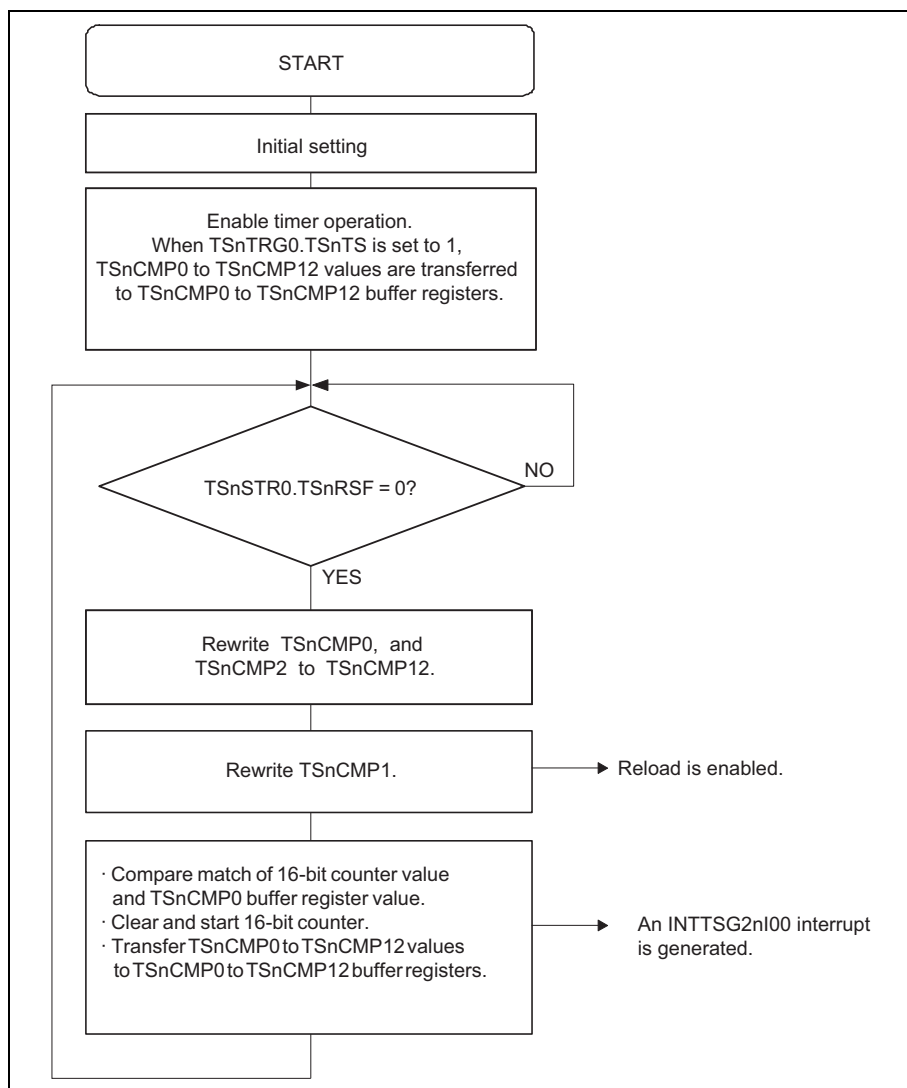 START
Initial setting
Enable timer operation.
When TSnTRG0.TSnTS is set to 1,
TSnCMP0 to TSnCMP12 values are transferred
to TSnCMP0 to TSnCMP12 buffer registers.
TSnSTR0.TSnRSF = 0?
NO
YES
Rewrite TSnCMP0, and
TSnCMP2 to TSnCMP12.
Rewrite TSnCMP1.
Reload is enabled.
· Compare match of 16-bit counter value
and TSnCMP0 buffer register value.
· Clear and start 16-bit counter.
· Transfer TSnCMP0 to TSnCMP12 values
to TSnCMP0 to TSnCMP12 buffer registers.
An INTTSG2nI00 interrupt
is generated.